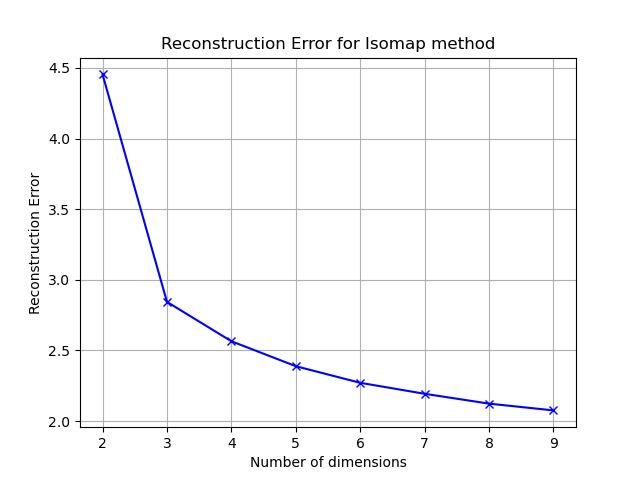 Reconstruction Error for Isomap method
4.5
4.0
3.5
3.0
2.5
2.0
Reconstruction Error
2 3 4 5 6 7 8 9
Number of dimensions